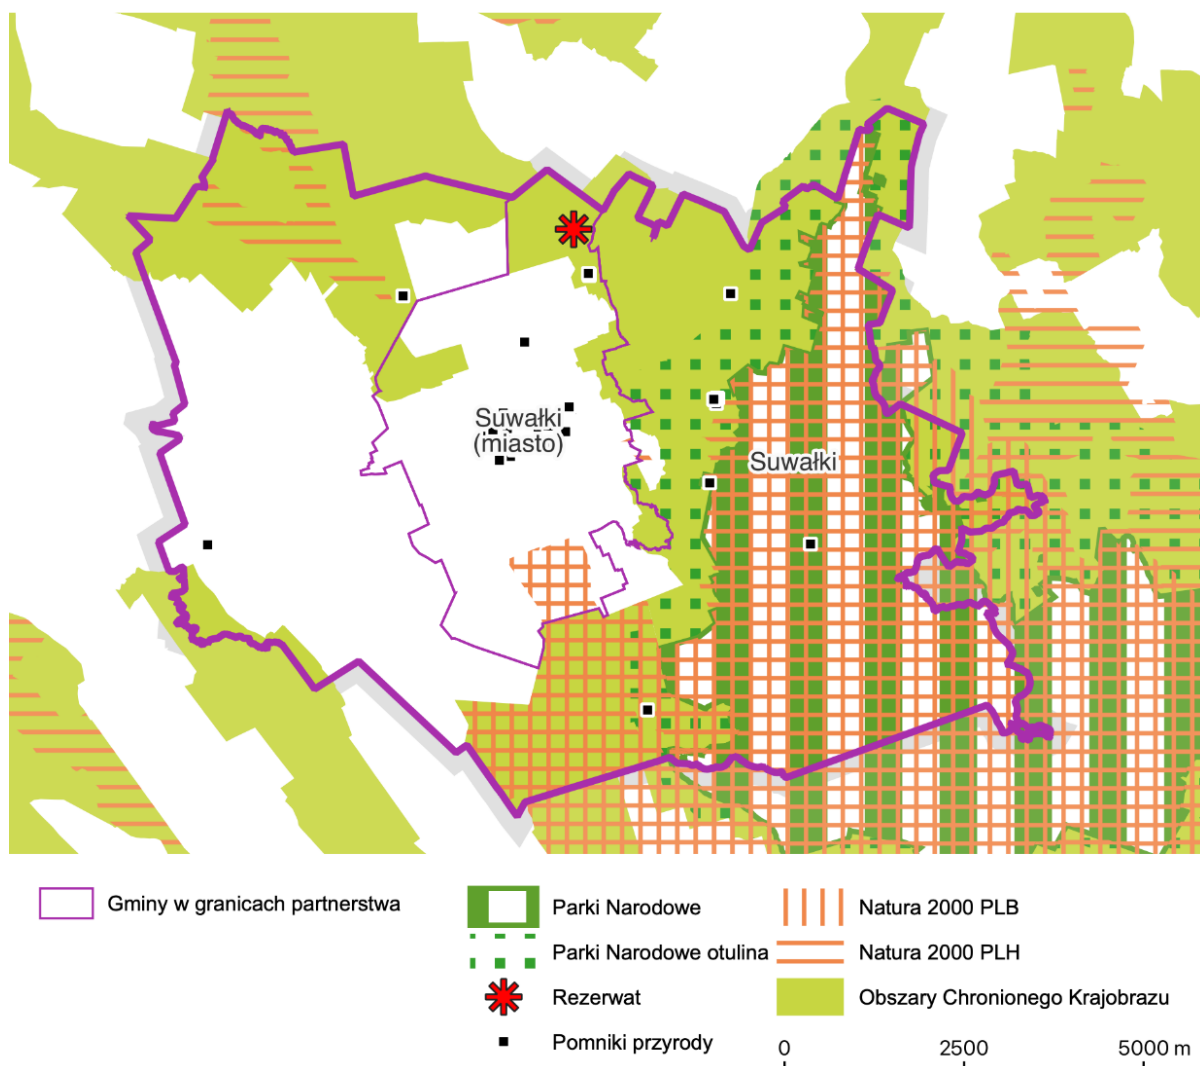 Suwałki
(miasto)
Suwałki
Gminy w granicach partnerstwa
Parki Narodowe
Parki Narodowe otulina
Rezerwat
Pomniki przyrody
Natura 2000 PLB
Natura 2000 PLH
Obszary Chronionego Krajobrazu
0 2500 5000 m